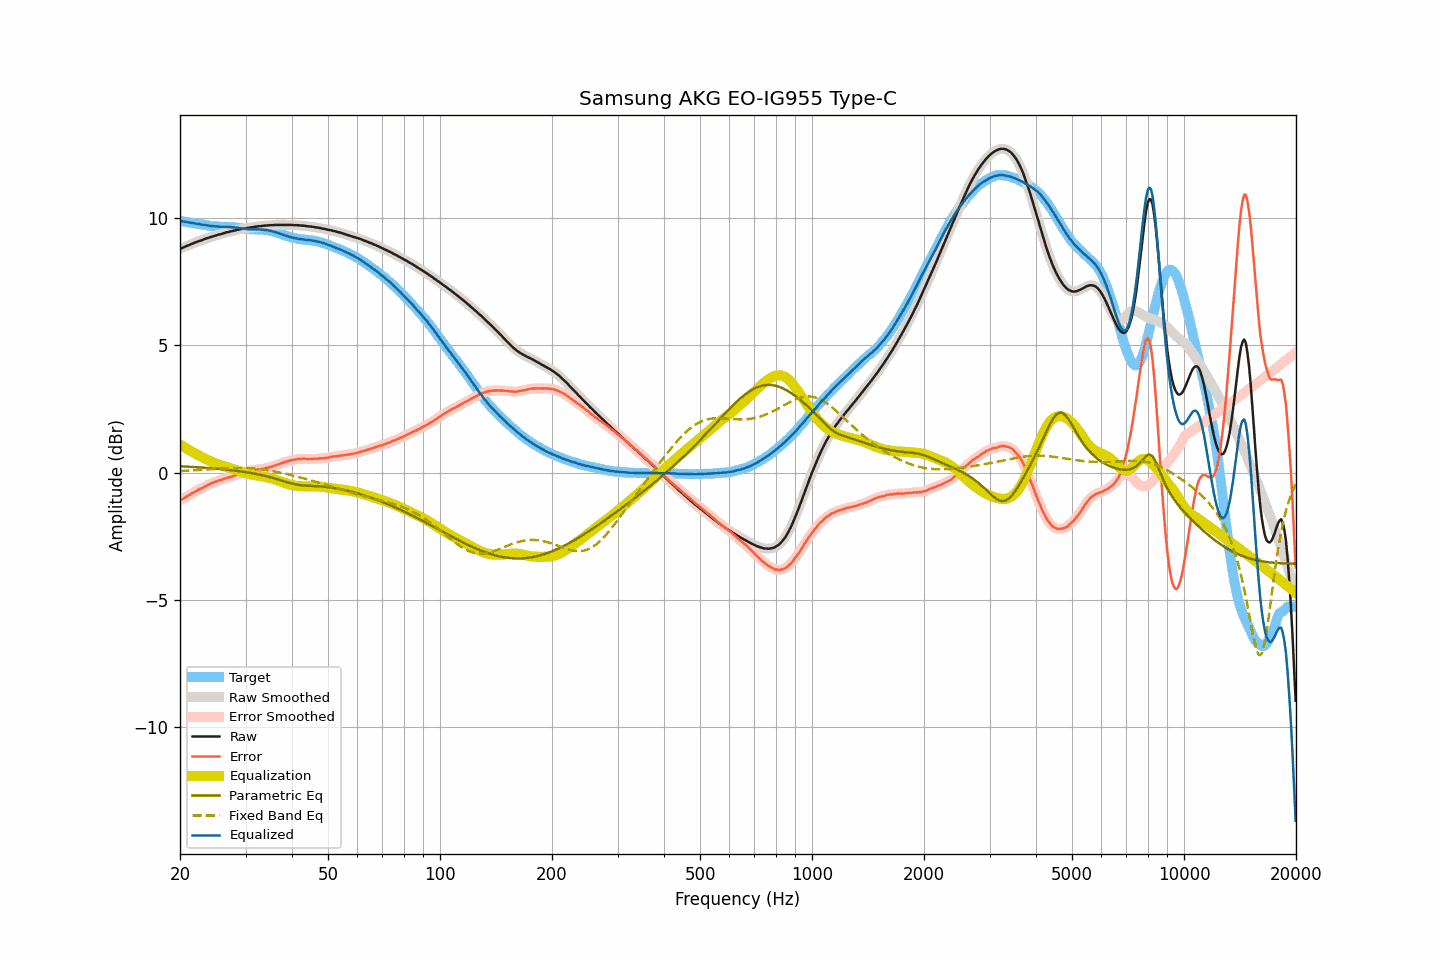 Samsung AKG EO-IG955 Type-C
Amplitude (dBr)
10
5
0
−5
−10
Target
Raw Smoothed
Error Smoothed
Raw
Error
Equalization
Parametric Eq
Fixed Band Eq
Equalized
20 50 100 200 500 1000 2000 5000 10000 20000
Frequency (Hz)